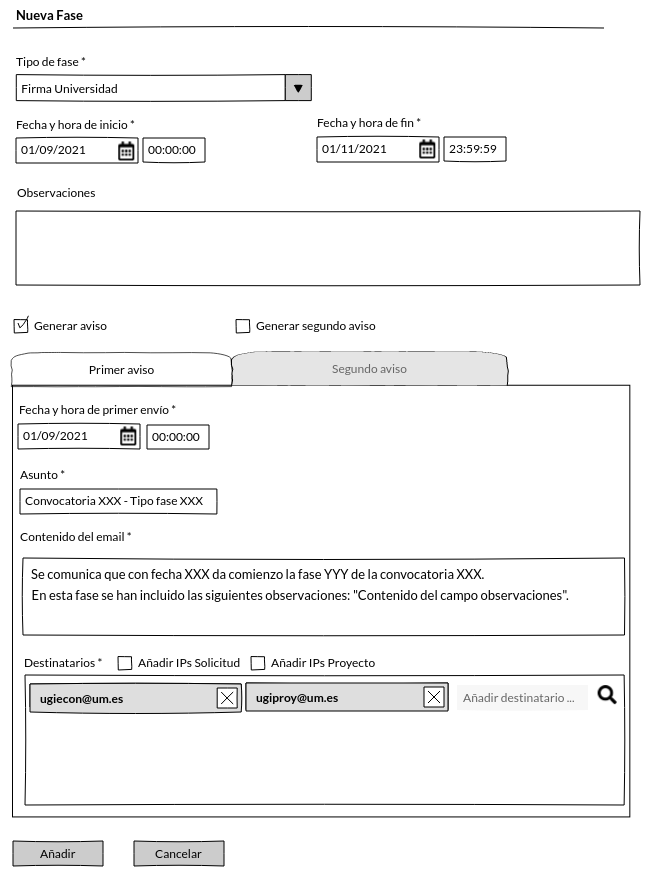 Nueva Fase
Tipo de fase *
Firma Universidad
Fecha y hora de inicio * Fecha y hora de fin *
01/09/2021 00:00:00 01/11/2021 23:59:59
Observaciones
Generar aviso Generar segundo aviso
Primer aviso Segundo aviso
Fecha y hora de primer envío *
01/09/2021 00:00:00
Asunto *
Convocatoria XXX - Tipo fase XXX
Contenido del email *
Se comunica que con fecha XXX da comienzo la fase YYY de la convocatoria XXX.
En esta fase se han incluido las siguientes observaciones: "Contenido del campo observaciones".
Destinatarios * Añadir IPs Solicitud Añadir IPs Proyecto
ugiecon@um.es ugiproy@um.es Añadir destinatario ...
Añadir Cancelar